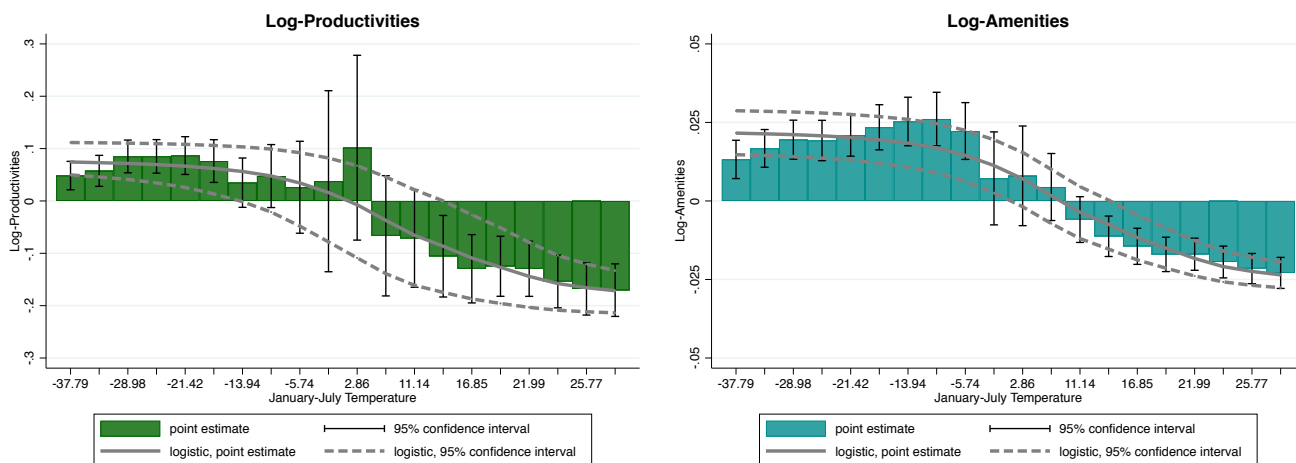 Log-Productivities
Log-Productivities
.3
.2
.1
0
-.1
-.2
-.3
-37.79 -28.98 -21.42 -13.94 -5.74 2.86 11.14 16.85 21.99 25.77
January-July Temperature
point estimate 95% confidence interval
logistic, point estimate logistic, 95% confidence interval
Log-Amenities
Log-Amenities
.05
.025
0
-.025
-.05
-37.79 -28.98 -21.42 -13.94 -5.74 2.86 11.14 16.85 21.99 25.77
January-July Temperature
point estimate 95% confidence interval
logistic, point estimate logistic, 95% confidence interval